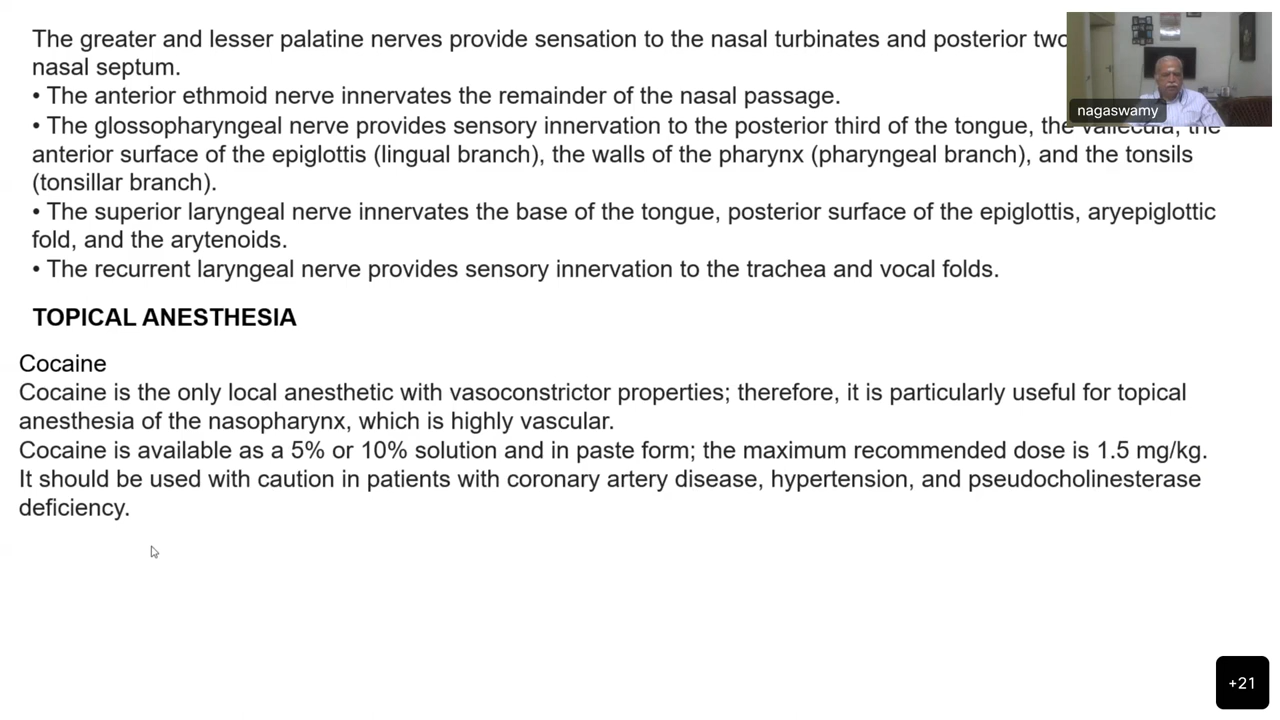 The greater and lesser palatine nerves provide sensation to the nasal turbinates and posterior two
nasal septum.
• The anterior ethmoid nerve innervates the remainder of the nasal passage.
nagaswamy
• The glossopharyngeal nerve provides sensory innervation to the posterior third of the tongue, the vallecula, the
anterior surface of the epiglottis (lingual branch), the walls of the pharynx (pharyngeal branch), and the tonsils
(tonsillar branch).
• The superior laryngeal nerve innervates the base of the tongue, posterior surface of the epiglottis, aryepiglottic
fold, and the arytenoids.
• The recurrent laryngeal nerve provides sensory innervation to the trachea and vocal folds.
TOPICAL ANESTHESIA
Cocaine
Cocaine is the only local anesthetic with vasoconstrictor properties; therefore, it is particularly useful for topical
anesthesia of the nasopharynx, which is highly vascular.
Cocaine is available as a 5% or 10% solution and in paste form; the maximum recommended dose is 1.5 mg/kg.
It should be used with caution in patients with coronary artery disease, hypertension, and pseudocholinesterase
deficiency.
+21